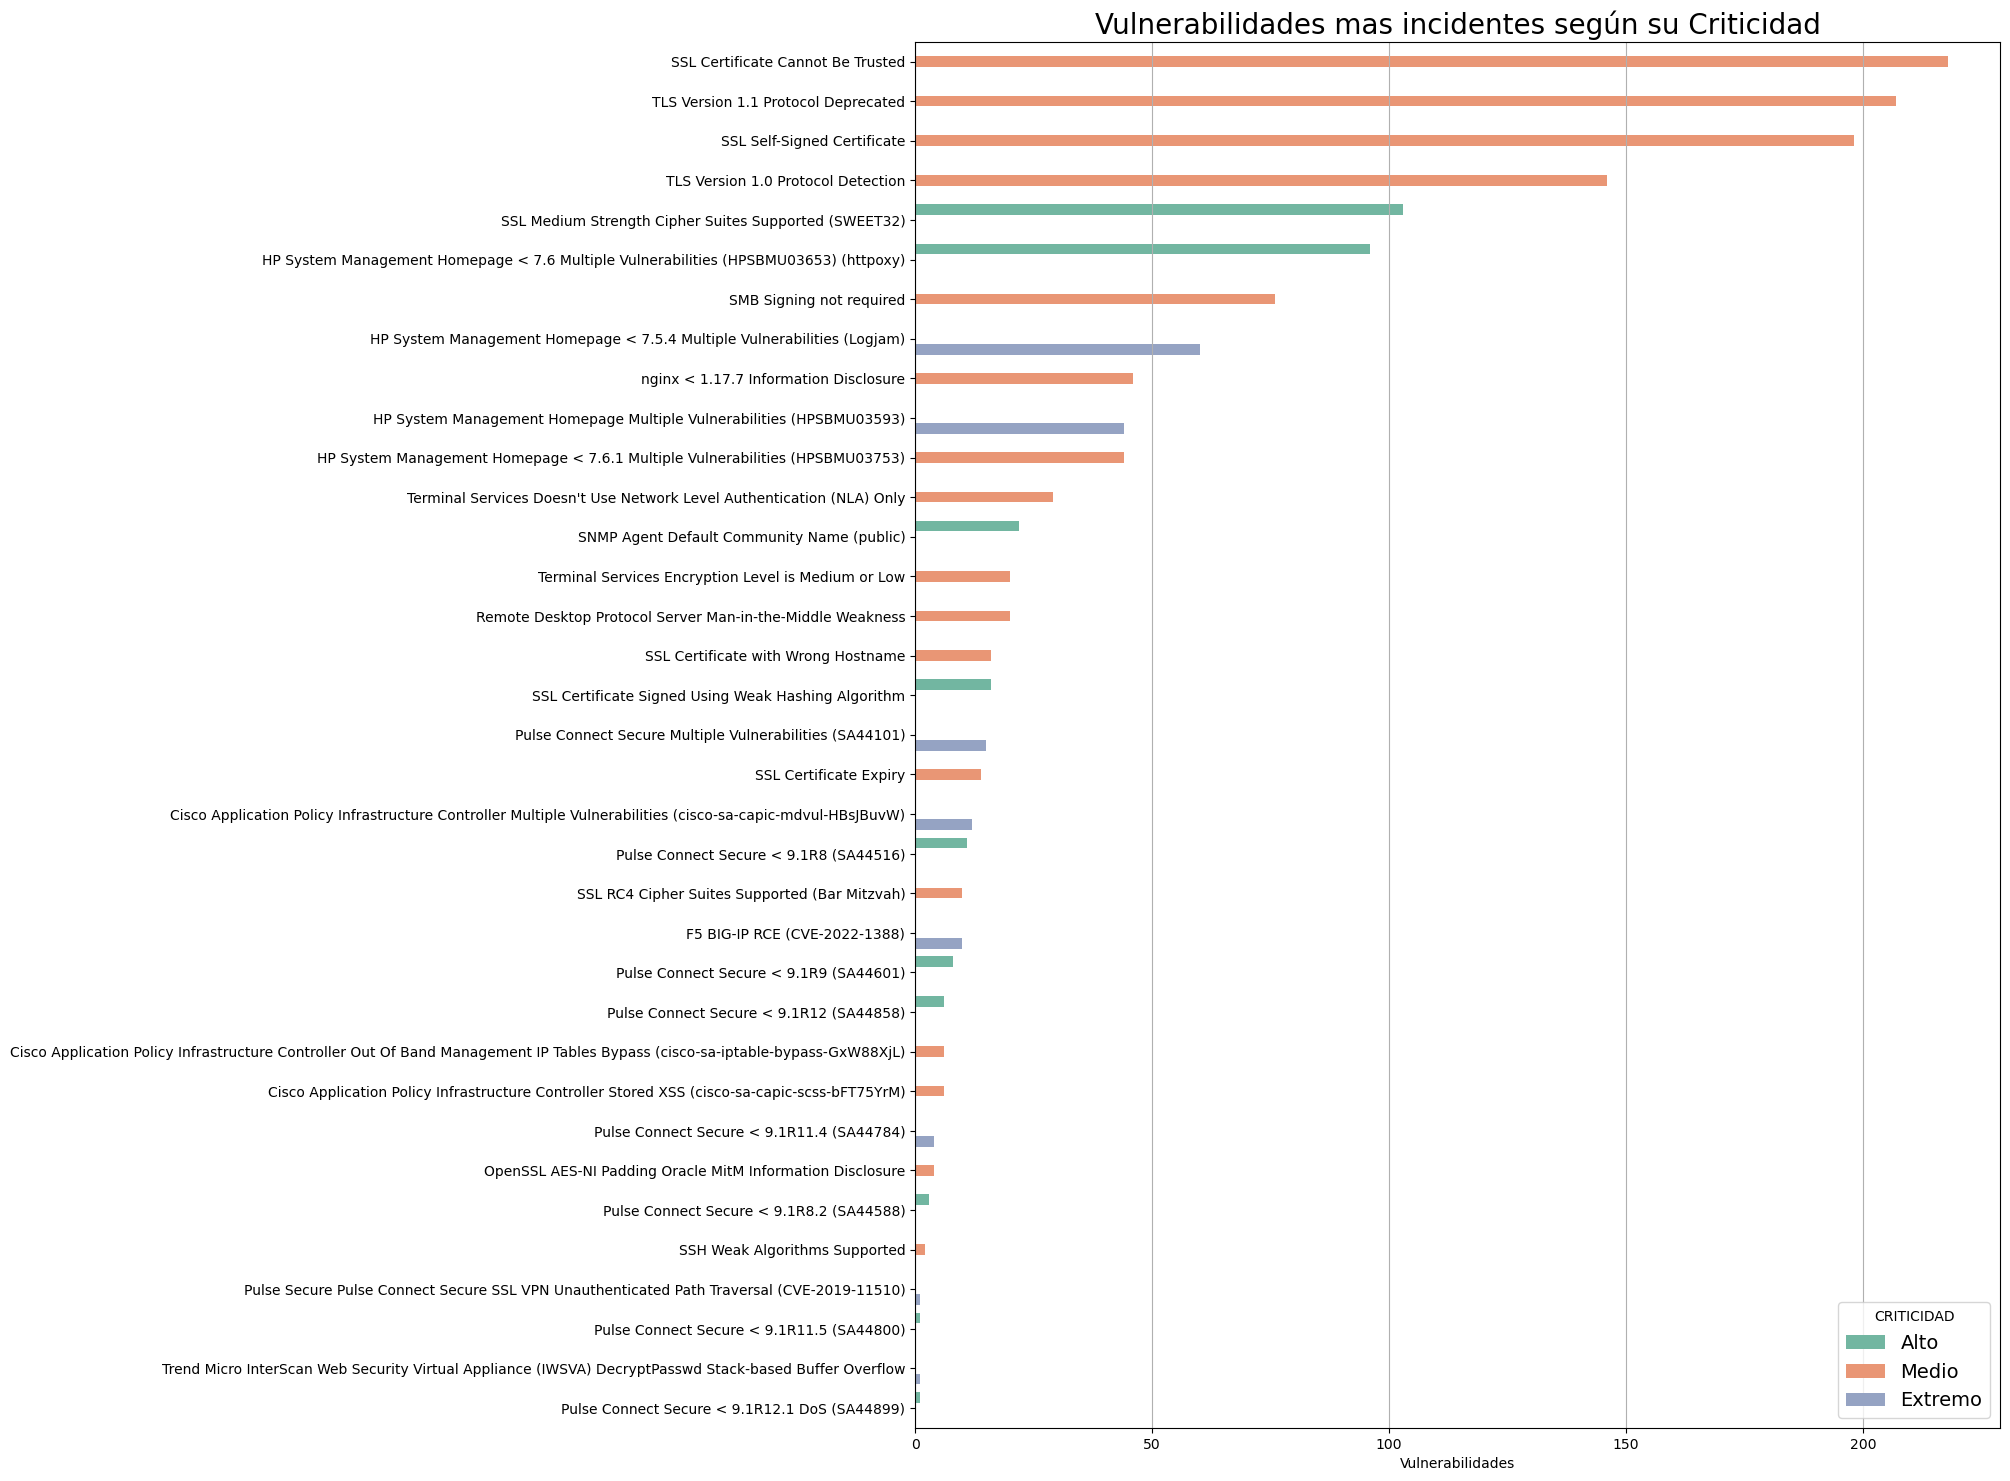 Vulnerabilidades mas incidentes según su Criticidad
SSL Certificate Cannot Be Trusted
TLS Version 1.1 Protocol Deprecated
SSL Self-Signed Certificate
TLS Version 1.0 Protocol Detection
SSL Medium Strength Cipher Suites Supported (SWEET32)
HP System Management Homepage < 7.6 Multiple Vulnerabilities (HPSBMU03653) (httpoxy)
SMB Signing not required
HP System Management Homepage < 7.5.4 Multiple Vulnerabilities (Logjam)
nginx < 1.17.7 Information Disclosure
HP System Management Homepage Multiple Vulnerabilities (HPSBMU03593)
HP System Management Homepage < 7.6.1 Multiple Vulnerabilities (HPSBMU03753)
Terminal Services Doesn't Use Network Level Authentication (NLA) Only
SNMP Agent Default Community Name (public)
Terminal Services Encryption Level is Medium or Low
Remote Desktop Protocol Server Man-in-the-Middle Weakness
SSL Certificate with Wrong Hostname
SSL Certificate Signed Using Weak Hashing Algorithm
Pulse Connect Secure Multiple Vulnerabilities (SA44101)
SSL Certificate Expiry
Cisco Application Policy Infrastructure Controller Multiple Vulnerabilities (cisco-sa-capic-mdvul-HBsJBuvW)
Pulse Connect Secure < 9.1R8 (SA44516)
SSL RC4 Cipher Suites Supported (Bar Mitzvah)
F5 BIG-IP RCE (CVE-2022-1388)
Pulse Connect Secure < 9.1R9 (SA44601)
Pulse Connect Secure < 9.1R12 (SA44858)
Cisco Application Policy Infrastructure Controller Out Of Band Management IP Tables Bypass (cisco-sa-iptable-bypass-GxW88XjL)
Cisco Application Policy Infrastructure Controller Stored XSS (cisco-sa-capic-scss-bFT75YrM)
Pulse Connect Secure < 9.1R11.4 (SA44784)
OpenSSL AES-NI Padding Oracle MitM Information Disclosure
Pulse Connect Secure < 9.1R8.2 (SA44588)
SSH Weak Algorithms Supported
Pulse Secure Pulse Connect Secure SSL VPN Unauthenticated Path Traversal (CVE-2019-11510)
Pulse Connect Secure < 9.1R11.5 (SA44800)
Trend Micro InterScan Web Security Virtual Appliance (IWSVA) DecryptPasswd Stack-based Buffer Overflow
Pulse Connect Secure < 9.1R12.1 DoS (SA44899)
CRITICIDAD
Alto
Medio
Extremo
0 50 100 150 200
Vulnerabilidades